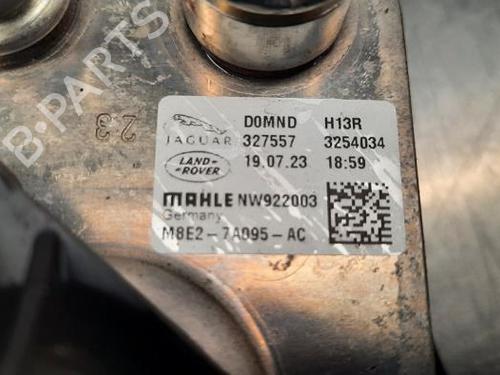 B-PARTS
23
JAGUAR
DOMND H13R
327557 3254034
LAND-ROVER
19.07.23 18:59
MAHLE NW922003
Germany
M8E2-7A095-AC